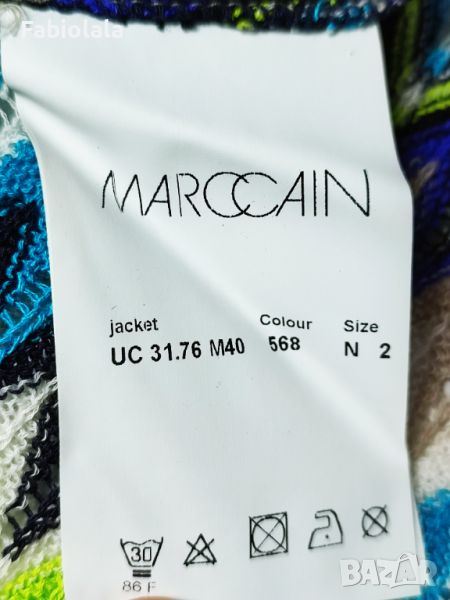 Fabiolala
MARCCAIN
jacket Colour Size
UC 31.76 M40 568 N 2
30
86 F
BAZAR